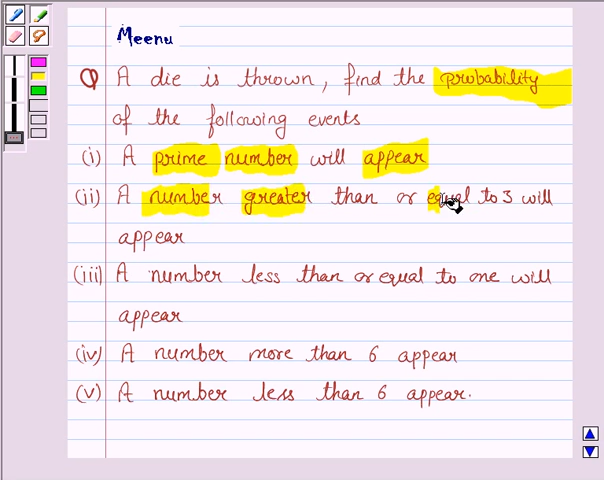 Meenu
Q A die is thrown, find the probability
of the following events
(i) A prime number will appear
(ii) A number greater than or equal to 3 will
appear
(iii) A number less than or equal to one will
appear
(iv) A number more than 6 appear
(v) A number less than 6 appear.